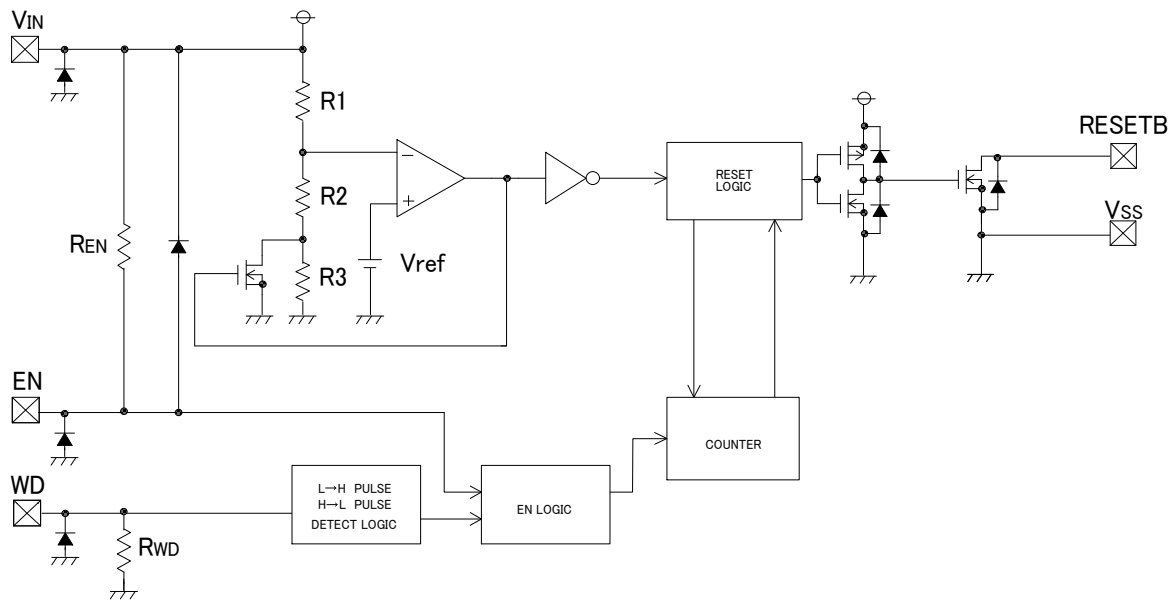 VIN
R1
RESETB
RESET
LOGIC
R2
VSS
REN
Vref
R3
EN
COUNTER
WD
L→H PULSE
H→L PULSE
DETECT LOGIC
EN LOGIC
RWD